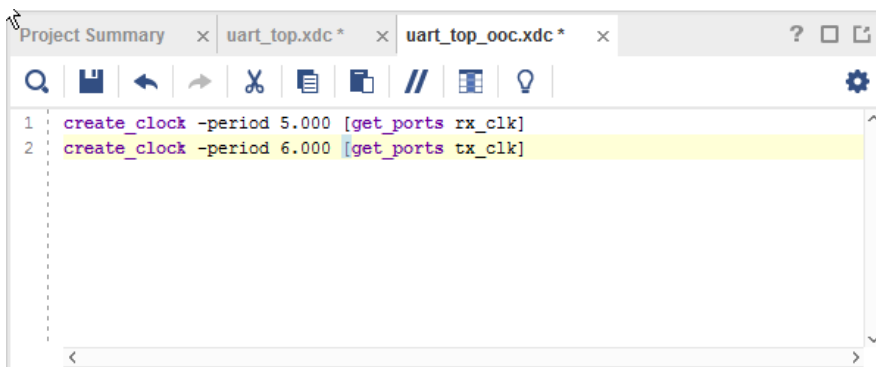 Project Summary × uart_top.xdc * × uart_top_ooc.xdc * × ?
//
1 create_clock -period 5.000 [get_ports rx_clk]
2 create_clock -period 6.000 [get_ports tx_clk]